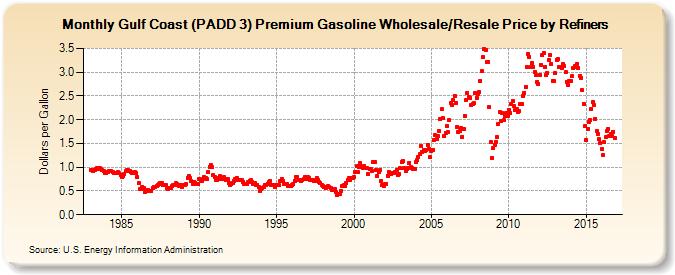 Monthly Gulf Coast (PADD 3) Premium Gasoline Wholesale/Resale Price by Refiners
Dollars per Gallon
3.5
3.0
2.5
2.0
1.5
1.0
0.5
0.0
1985 1990 1995 2000 2005 2010 2015
Source: U.S. Energy Information Administration